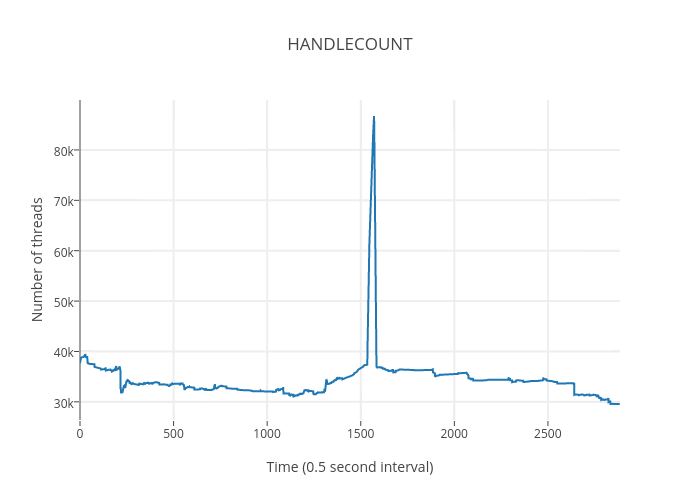 HANDLECOUNT
80k
70k
60k
50k
40k
30k
Number of threads
0 500 1000 1500 2000 2500
Time (0.5 second interval)